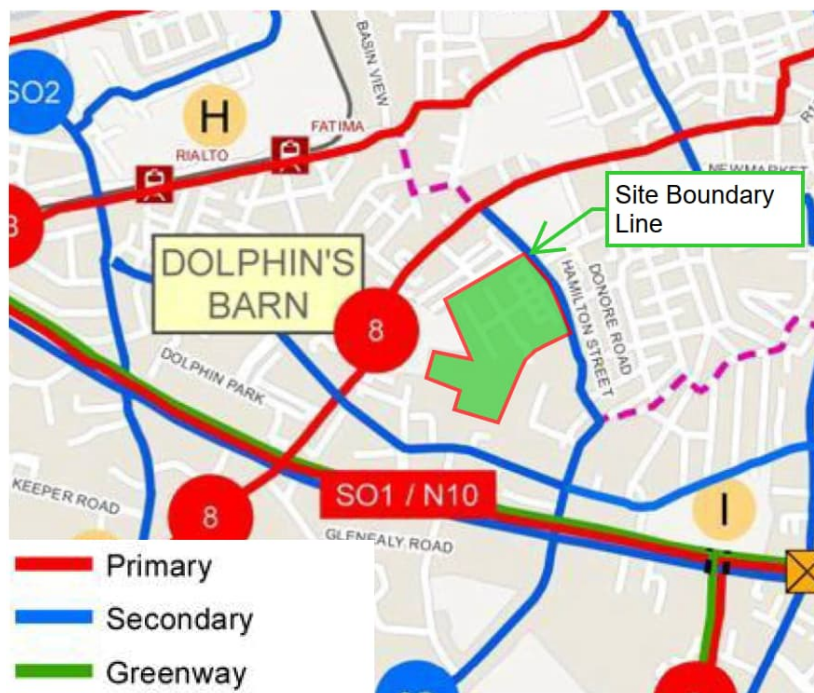 BASIN VIEW
SO2
H
FATIMA
RIALTO
NEWMARKET
Site Boundary
Line
DOLPHIN'S
BARN
DONORE ROAD
HAMILTON STREET
8
DOLPHIN PARK
SO1 / N10
I
KEEPER ROAD
8
GLENEALY ROAD
Primary
Secondary
Greenway